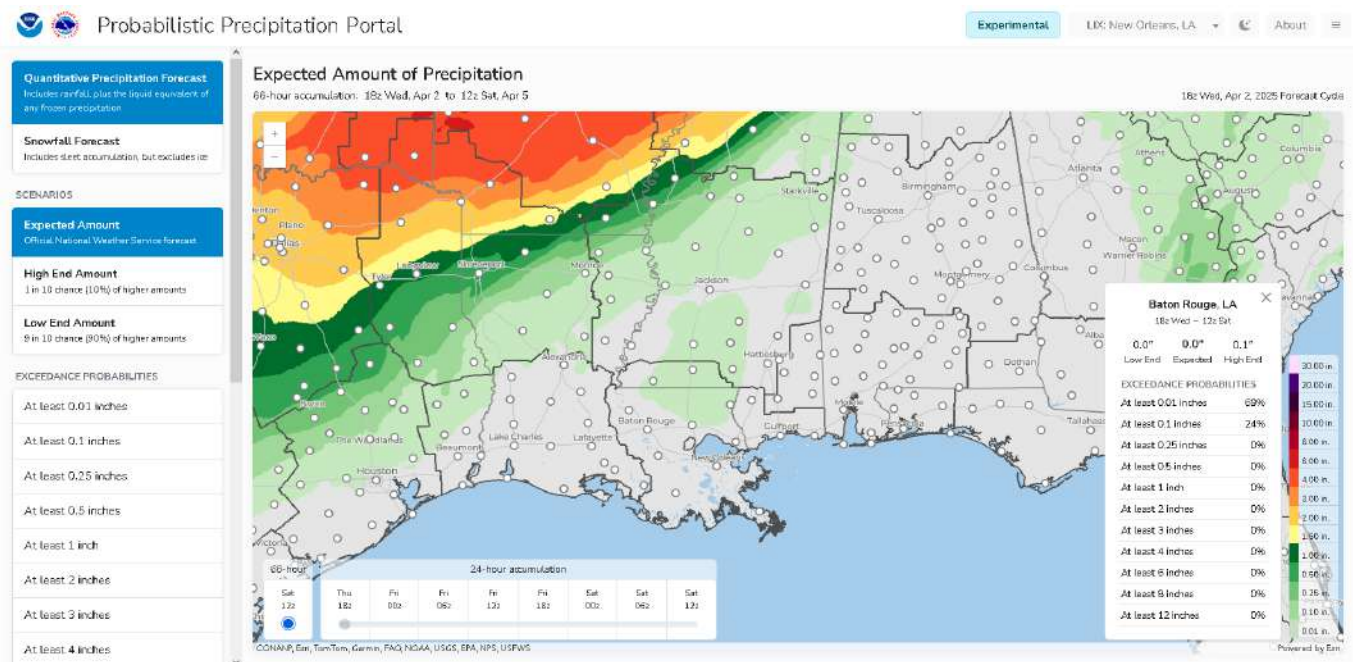 Probabilistic Precipitation Portal
Experimental
LIX: New Orleans, LA
About
Quantitative Precipitation Forecast
Includes rainfall, plus the liquid equivalent of
any frozen precipitation
Snowfall Forecast
Includes sleet accumulation, but excludes ice
SCENARIOS
Expected Amount
Official National Weather Service forecast
High End Amount
1 in 10 chance (10%) of higher amounts
Low End Amount
9 in 10 chance (90%) of higher amounts
EXCEEDANCE PROBABILITIES
At least 0.01 inches
At least 0.1 inches
At least 0.25 inches
At least 0.5 inches
At least 1 inch
At least 2 inches
At least 3 inches
At least 4 inches
Expected Amount of Precipitation
66-hour accumulation: 18z Wed, Apr 2 to 12z Sat, Apr 5
18z Wed, Apr 2, 2025 Forecast Cycle
+
−
Athens
Columbia
Atlanta
Birmingham
Starkville
Augusta
Tuscaloosa
Denton
Plano
Dallas
Macon
Warner Robins
Longview
Shreveport
Tyler
Monroe
Jackson
Montgomery
Columbus
Savannah
Waco
Alexandria
Hattiesburg
Dothan
Bryan
Mobile
Pensacola
Tallahass
Baton Rouge
Gulfport
The Woodlands
Beaumont
Lake Charles
Lafayette
New Orleans
Houston
Victoria
Baton Rouge, LA
18z Wed – 12z Sat
0.0" 0.0" 0.1"
Low End Expected High End
EXCEEDANCE PROBABILITIES
At least 0.01 inches 69%
At least 0.1 inches 24%
At least 0.25 inches 0%
At least 0.5 inches 0%
At least 1 inch 0%
At least 2 inches 0%
At least 3 inches 0%
At least 4 inches 0%
At least 6 inches 0%
At least 8 inches 0%
At least 12 inches 0%
30.00 in.
20.00 in.
15.00 in.
10.00 in.
8.00 in.
6.00 in.
4.00 in.
3.00 in.
2.00 in.
1.50 in.
1.00 in.
0.50 in.
0.25 in.
0.10 in.
0.01 in.
66-hour
24-hour accumulation
Sat Thu Fri Fri Fri Fri Sat Sat Sat
12z 18z 00z 06z 12z 18z 00z 06z 12z
CONANP, Esri, TomTom, Garmin, FAO, NOAA, USGS, EPA, NPS, USFWS
Powered by Esri